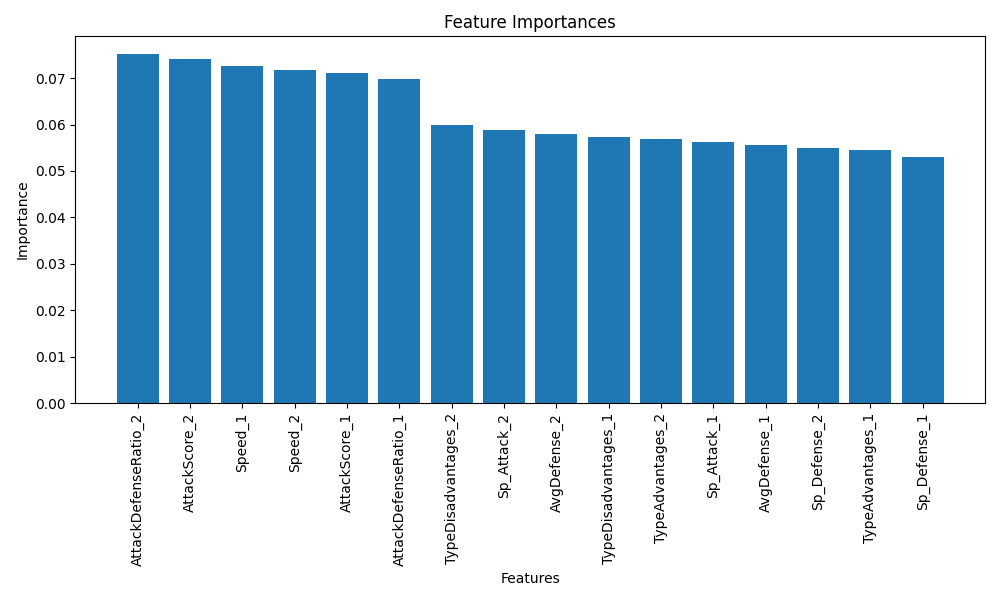 Feature Importances
Importance
0.07
0.06
0.05
0.04
0.03
0.02
0.01
0.00
AttackDefenseRatio_2
AttackScore_2
Speed_1
Speed_2
AttackScore_1
AttackDefenseRatio_1
TypeDisadvantages_2
Sp_Attack_2
AvgDefense_2
TypeDisadvantages_1
TypeAdvantages_2
Sp_Attack_1
AvgDefense_1
Sp_Defense_2
TypeAdvantages_1
Sp_Defense_1
Features